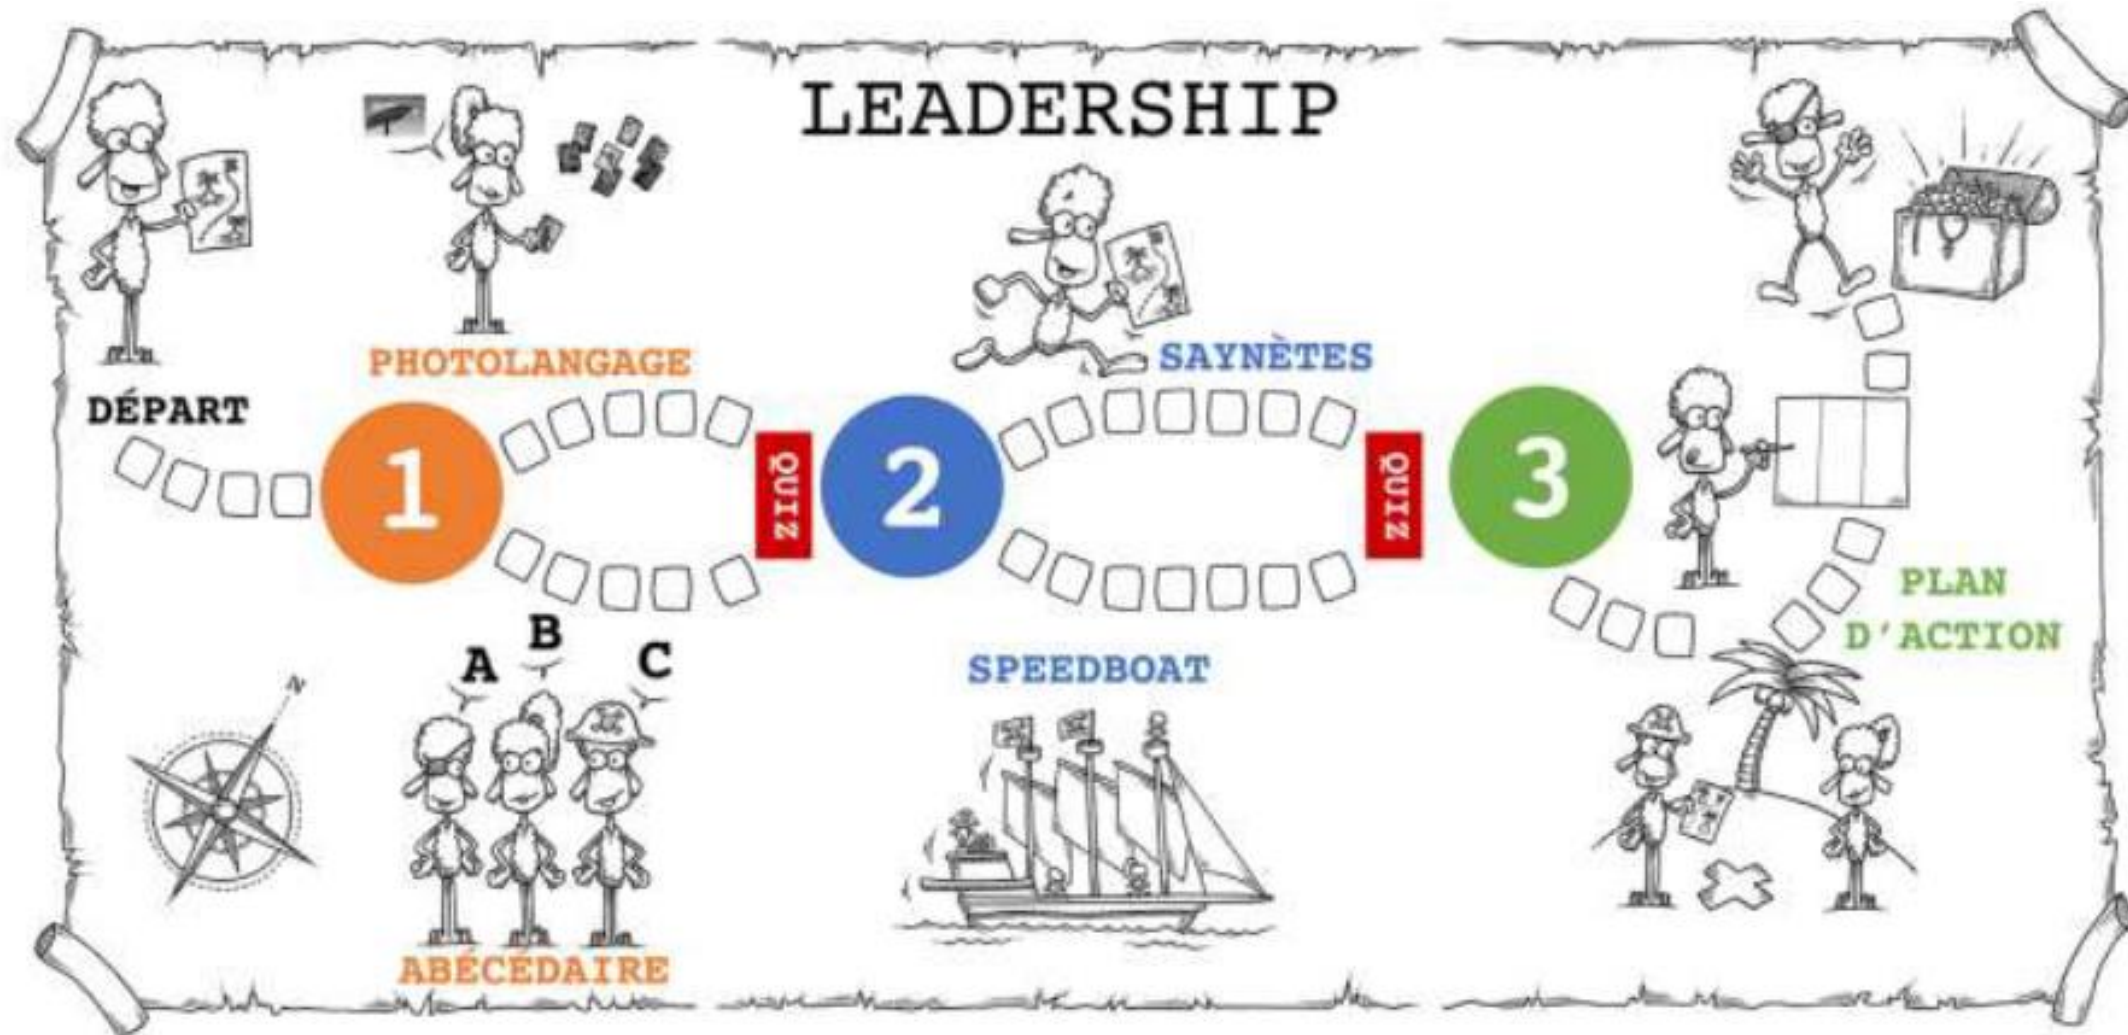 LEADERSHIP
PHOTOLANGAGE
SAYNÈTES
DÉPART
1
QUIZ
2
QUIZ
3
PLAN
D'ACTION
A
B
C
SPEEDBOAT
N
ABÉCÉDAIRE